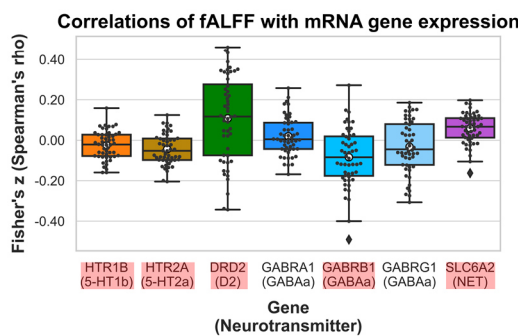 Correlations of fALFF with mRNA gene expression
Fisher's z (Spearman's rho)
0.40
0.20
0.00
-0.20
-0.40
HTR1B HTR2A DRD2 GABRA1 GABRB1 GABRG1 SLC6A2
(5-HT1b) (5-HT2a) (D2) (GABAa) (GABAa) (GABAa) (NET)
Gene
(Neurotransmitter)